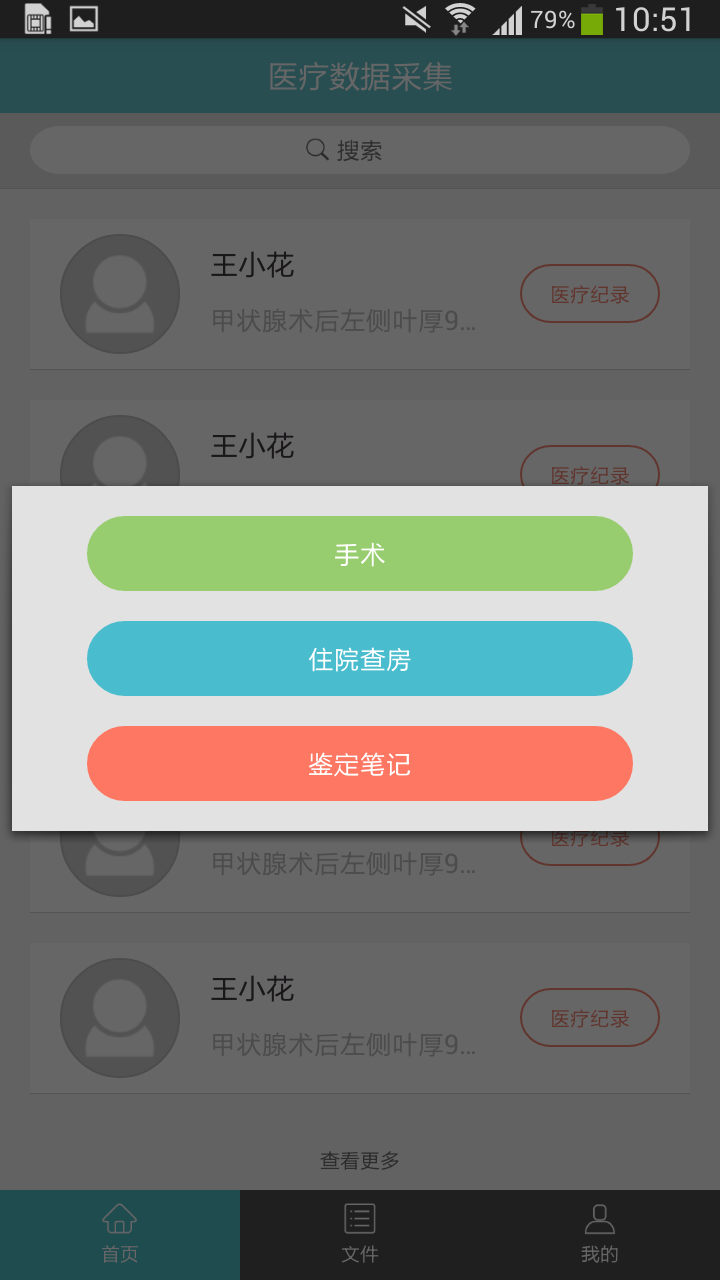 79% 10:51
医疗数据采集
搜索
王小花
甲状腺术后左侧叶厚9...
医疗纪录
王小花
医疗纪录
手术
住院查房
鉴定笔记
甲状腺术后左侧叶厚9...
医疗纪录
王小花
甲状腺术后左侧叶厚9...
医疗纪录
查看更多
首页
文件
我的